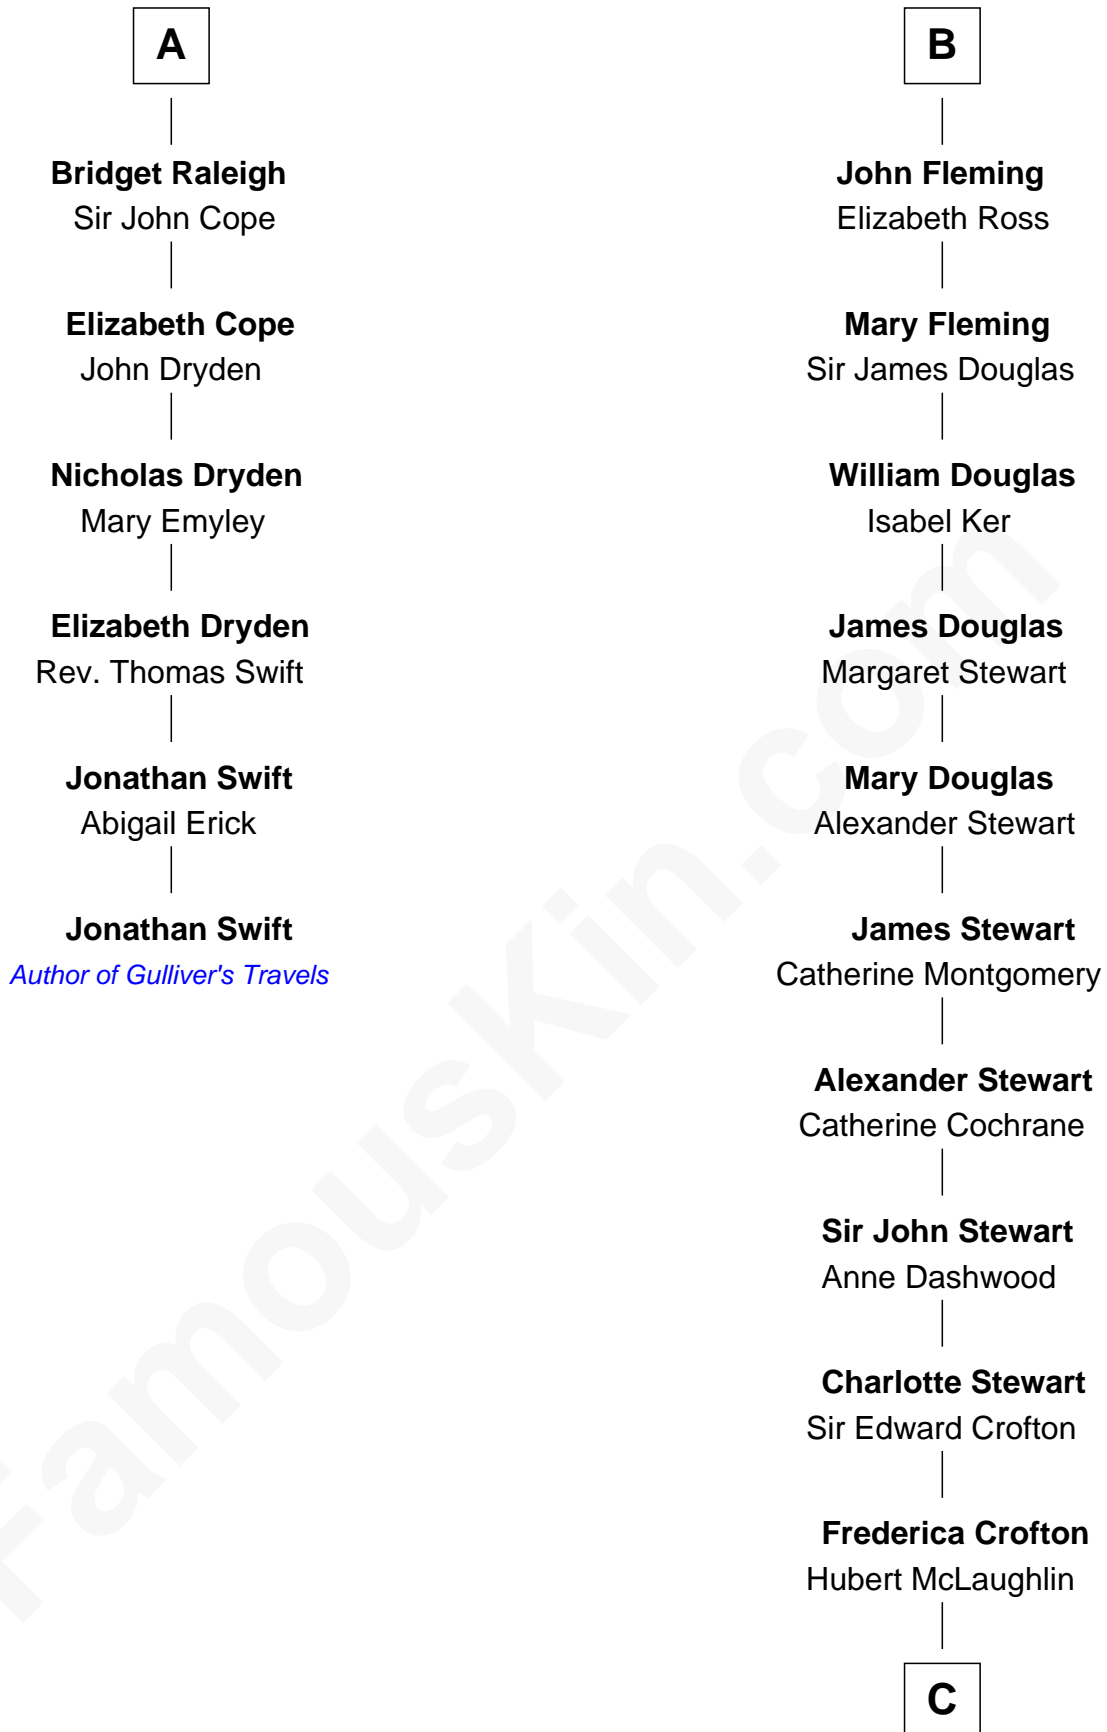 A
Bridget Raleigh
Sir John Cope
Elizabeth Cope
John Dryden
Nicholas Dryden
Mary Emyley
Elizabeth Dryden
Rev. Thomas Swift
Jonathan Swift
Abigail Erick
Jonathan Swift
Author of Gulliver's Travels
B
John Fleming
Elizabeth Ross
Mary Fleming
Sir James Douglas
William Douglas
Isabel Ker
James Douglas
Margaret Stewart
Mary Douglas
Alexander Stewart
James Stewart
Catherine Montgomery
Alexander Stewart
Catherine Cochrane
Sir John Stewart
Anne Dashwood
Charlotte Stewart
Sir Edward Crofton
Frederica Crofton
Hubert McLaughlin
C
FamousKin.com